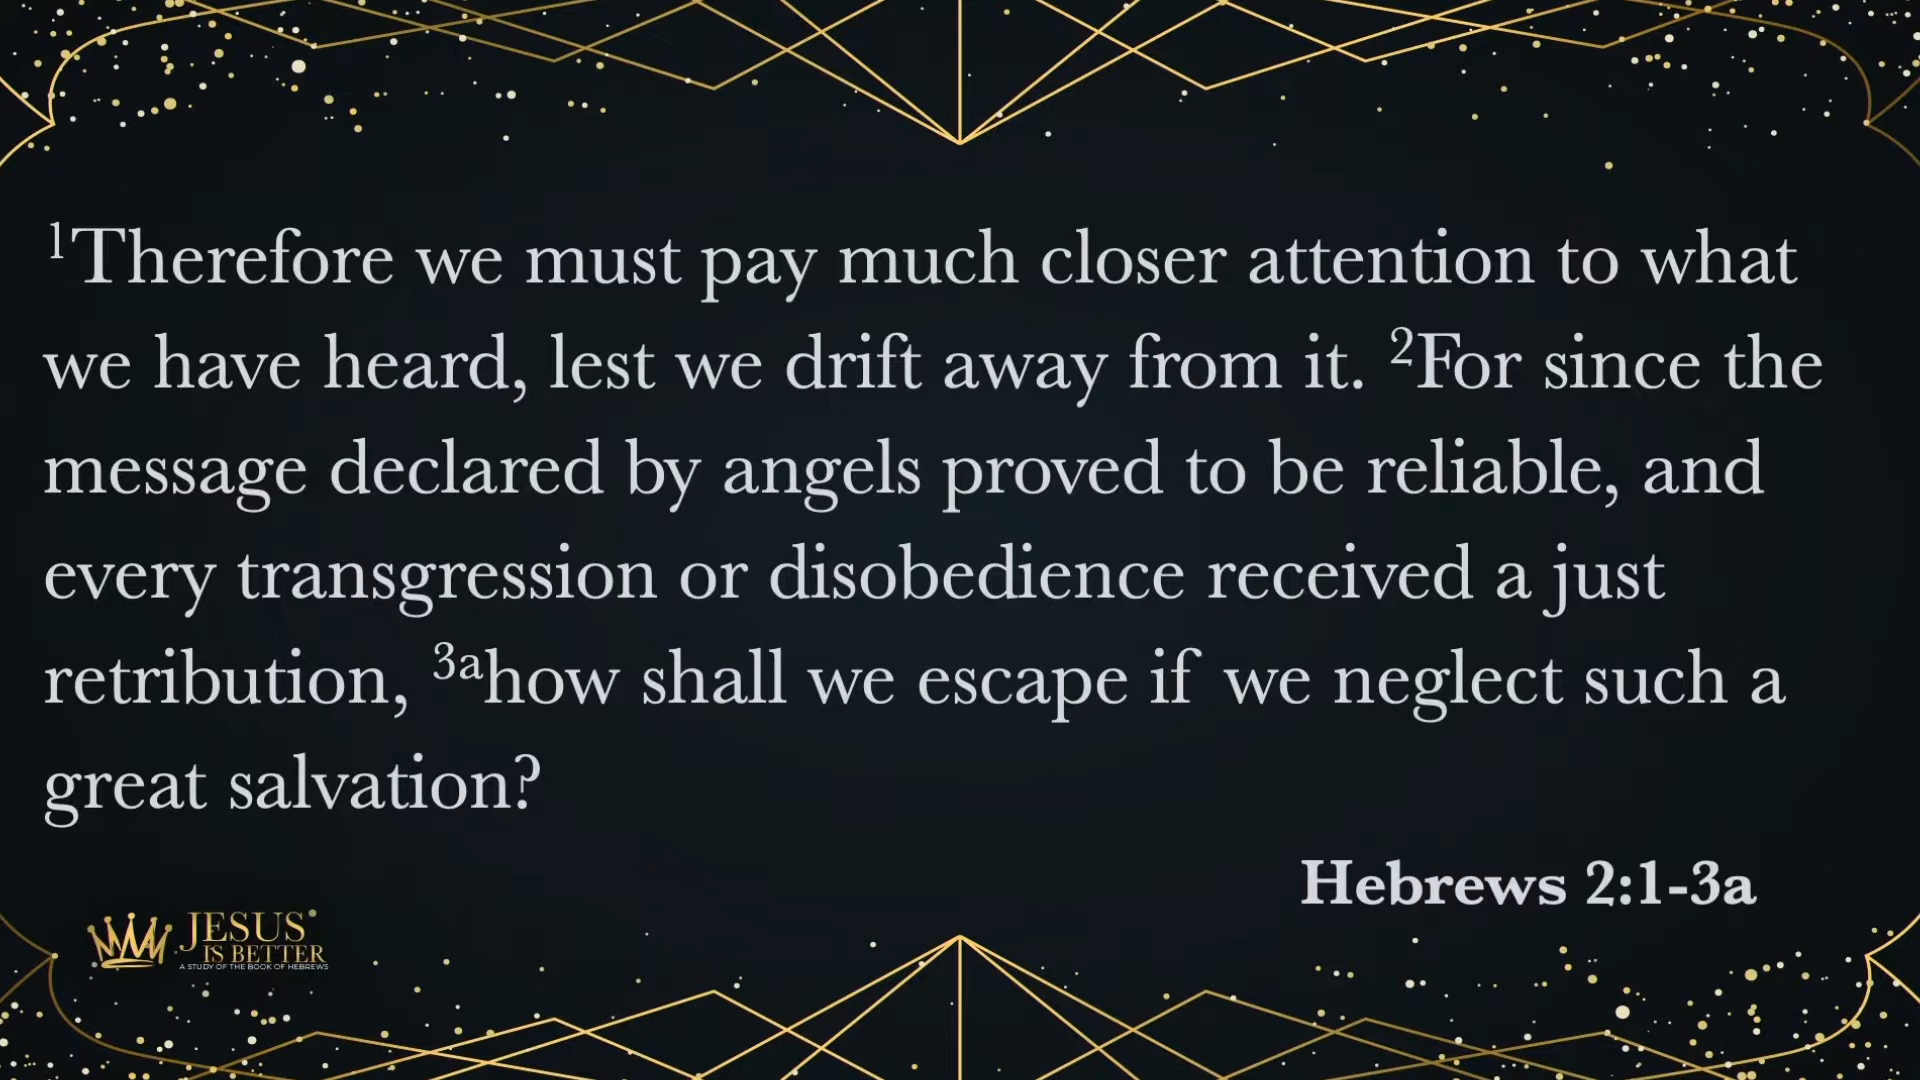 ¹Therefore we must pay much closer attention to what
we have heard, lest we drift away from it. ²For since the
message declared by angels proved to be reliable, and
every transgression or disobedience received a just
retribution, ³ᵃhow shall we escape if we neglect such a
great salvation?
Hebrews 2:1-3a
JESUS
IS BETTER
A STUDY OF THE BOOK OF HEBREWS